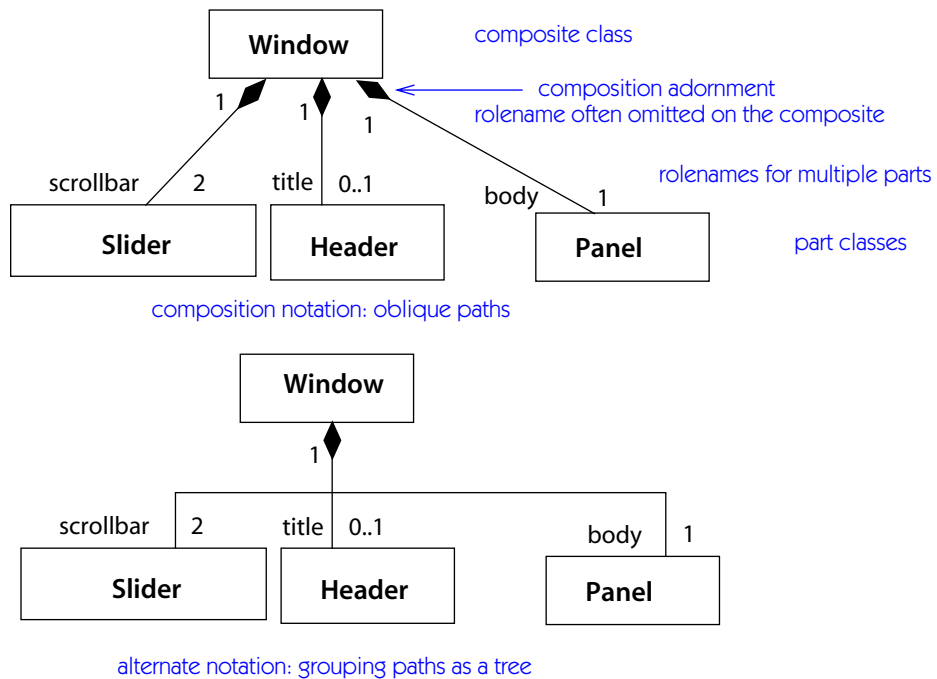 Window
composite class
1
1
composition adornment
1
rolename often omitted on the composite
scrollbar
2
title
0..1
body
1
rolenames for multiple parts
Slider
Header
Panel
part classes
composition notation: oblique paths
Window
1
scrollbar
2
title
0..1
body
1
Slider
Header
Panel
alternate notation: grouping paths as a tree